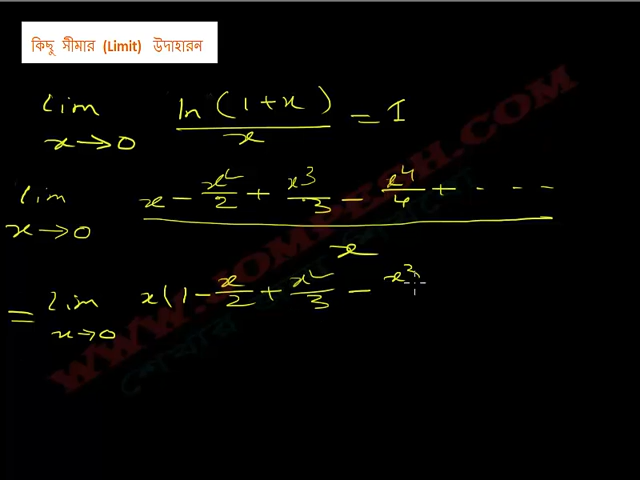 কিছু সীমার (Limit) উদাহারন
lim x→0 ln(1+x)/x = 1
lim x→0 (x - x²/2 + x³/3 - x⁴/4 + - - - -)/x
= lim x→0 x(1 - x/2 + x²/3 - x³
WWW.SOMPESH.COM